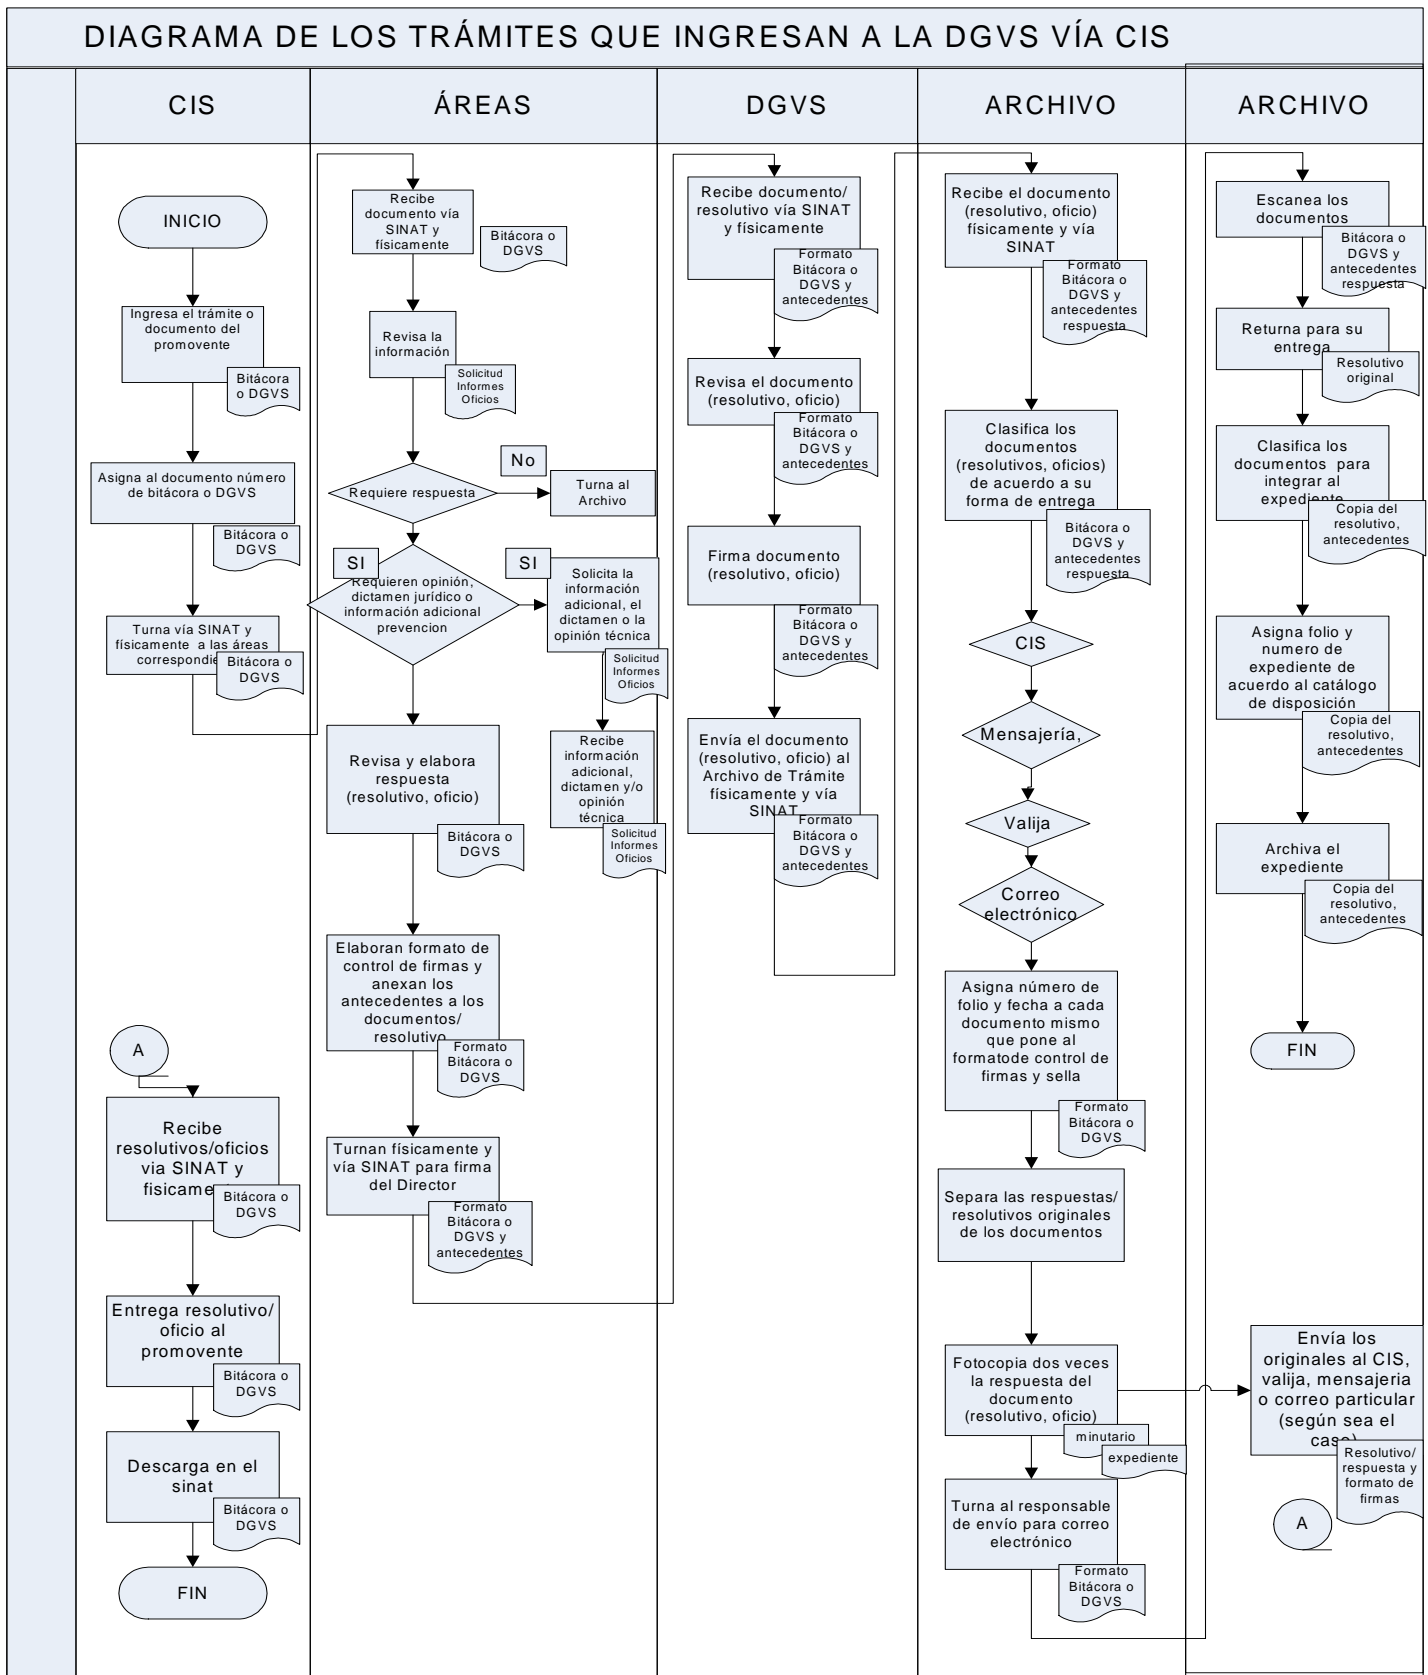 DIAGRAMA DE LOS TRÁMITES QUE INGRESAN A LA DGVS VÍA CIS
CIS
ÁREAS
DGVS
ARCHIVO
ARCHIVO
INICIO
Ingresa el trámite o
documento del
promovente
Bitácora
o DGVS
Asigna al documento número
de bitácora o DGVS
Bitácora o
DGVS
Turna vía SINAT y
físicamente a las áreas
Bitácora o
DGVS
A
Recibe
resolutivos/oficios
via SINAT y
Bitácora o
DGVS
Entrega resolutivo/
oficio al
promovente
Bitácora o
DGVS
Descarga en el
sinat
Bitácora o
DGVS
FIN
Recibe
documento vía
SINAT y
físicamente
Bitácora o
DGVS
Revisa la
información
Solicitud
Informes
Oficios
Requiere respuesta
No
Turna al
Archivo
SI
Requieren opinión,
dictamen jurídico o
información adicional
prevencion
SI
Solicita la
información
adicional, el
dictamen o la
opinión técnica
Solicitud
Informes
Oficios
Recibe
información
adicional,
dictamen y/o
opinión
técnica
Solicitud
Informes
Oficios
Revisa y elabora
respuesta
(resolutivo, oficio)
Bitácora o
DGVS
Elaboran formato de
control de firmas y
anexan los
antecedentes a los
documentos/
resolutivo
Formato
Bitácora o
DGVS
Turnan físicamente y
vía SINAT para firma
del Director
Formato
Bitácora o
DGVS y
antecedentes
Recibe documento/
resolutivo vía SINAT
y físicamente
Formato
Bitácora o
DGVS y
antecedentes
Revisa el documento
(resolutivo, oficio)
Formato
Bitácora o
DGVS y
antecedentes
Firma documento
(resolutivo, oficio)
Formato
Bitácora o
DGVS y
antecedentes
Envía el documento
(resolutivo, oficio) al
Archivo de Trámite
físicamente y vía
SINAT
Formato
Bitácora o
DGVS y
antecedentes
Recibe el documento
(resolutivo, oficio)
físicamente y vía
SINAT
Formato
Bitácora o
DGVS y
antecedentes
respuesta
Clasifica los
documentos
(resolutivos, oficios)
de acuerdo a su
forma de entrega
Bitácora o
DGVS y
antecedentes
respuesta
CIS
Mensajería,
Valija
Correo
electrónico
Asigna número de
folio y fecha a cada
documento mismo
que pone al
formatode control de
firmas y sella
Formato
Bitácora o
DGVS
Separa las respuestas/
resolutivos originales
de los documentos
Fotocopia dos veces
la respuesta del
documento
(resolutivo, oficio)
minutario
expediente
Turna al responsable
de envío para correo
electrónico
Formato
Bitácora o
DGVS
Escanea los
documentos
Bitácora o
DGVS y
antecedentes
respuesta
Returna para su
entrega
Resolutivo
original
Clasifica los
documentos para
integrar al
expediente
Copia del
resolutivo,
antecedentes
Asigna folio y
numero de
expediente de
acuerdo al catálogo
de disposición
Copia del
resolutivo,
antecedentes
Archiva el
expediente
Copia del
resolutivo,
antecedentes
FIN
Envía los
originales al CIS,
valija, mensajeria
o correo particular
(según sea el
caso)
Resolutivo/
respuesta y
formato de
firmas
A